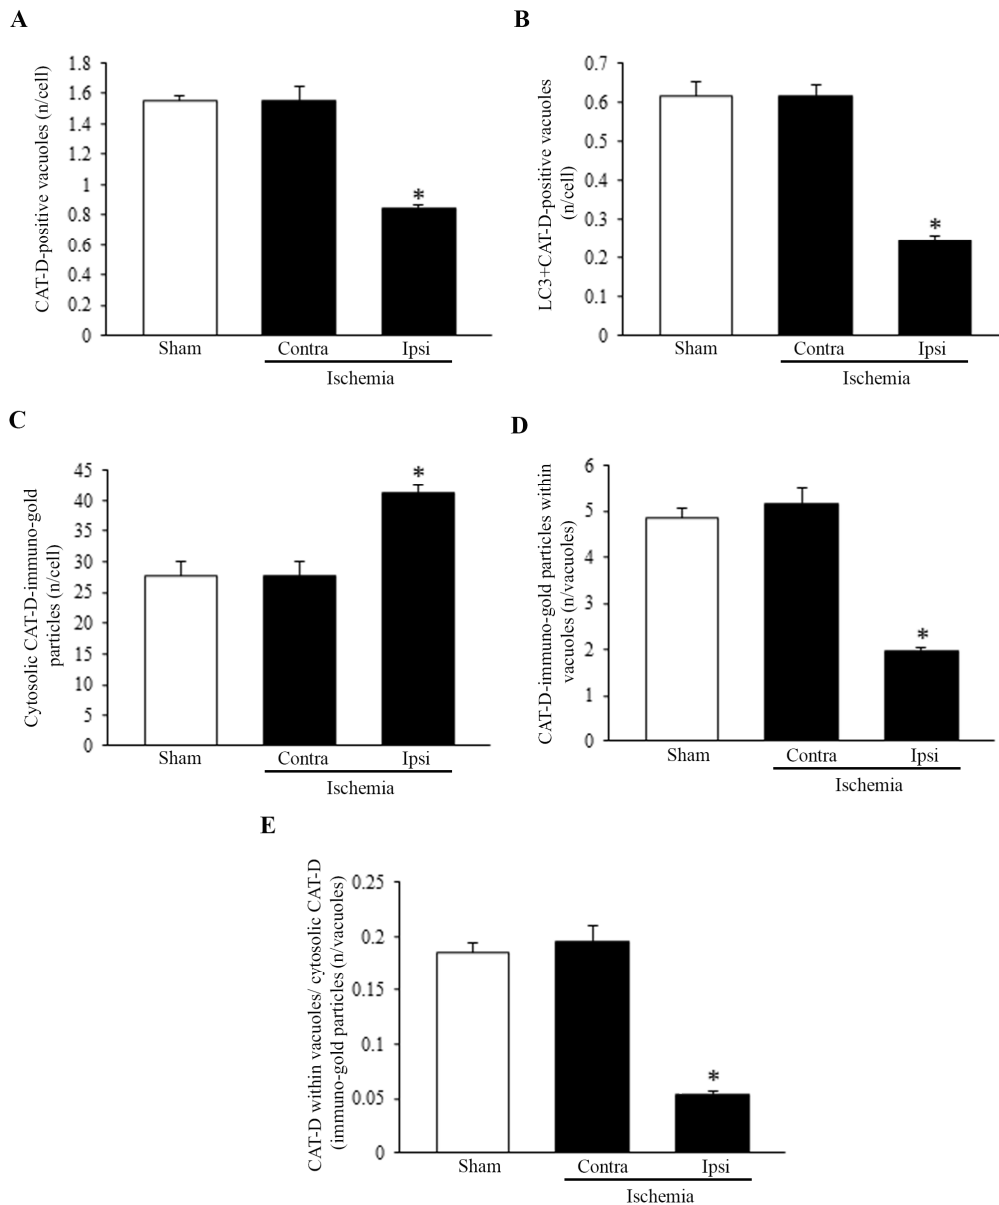 A
CAT-D-positive vacuoles (n/cell)
1.8
1.6
1.4
1.2
1
0.8
0.6
0.4
0.2
0
*
Sham
Contra
Ipsi
Ischemia
B
LC3+CAT-D-positive vacuoles
(n/cell)
0.7
0.6
0.5
0.4
0.3
0.2
0.1
0
*
Sham
Contra
Ipsi
Ischemia
C
Cytosolic CAT-D-immuno-gold
particles (n/cell)
45
40
35
30
25
20
15
10
5
0
*
Sham
Contra
Ipsi
Ischemia
D
CAT-D-immuno-gold particles within
vacuoles (n/vacuoles)
6
5
4
3
2
1
0
*
Sham
Contra
Ipsi
Ischemia
E
CAT-D within vacuoles/ cytosolic CAT-D
(immuno-gold particles (n/vacuoles)
0.25
0.2
0.15
0.1
0.05
0
*
Sham
Contra
Ipsi
Ischemia